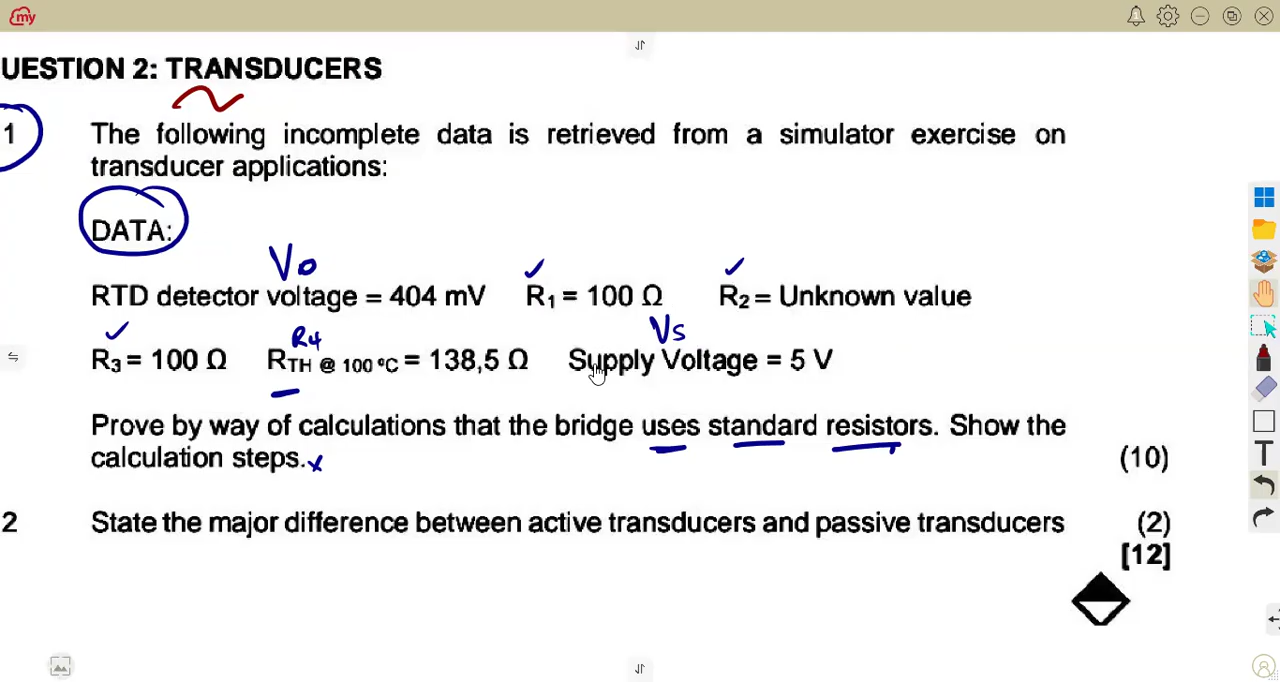 my
UESTION 2: TRANSDUCERS
1 The following incomplete data is retrieved from a simulator exercise on
transducer applications:
DATA:
Vo
RTD detector voltage = 404 mV R1 = 100 Ω R2 = Unknown value
R4 Vs
R3 = 100 Ω RTH @ 100 ºC = 138,5 Ω Supply Voltage = 5 V
Prove by way of calculations that the bridge uses standard resistors. Show the
calculation steps. (10)
2 State the major difference between active transducers and passive transducers (2)
[12]
T